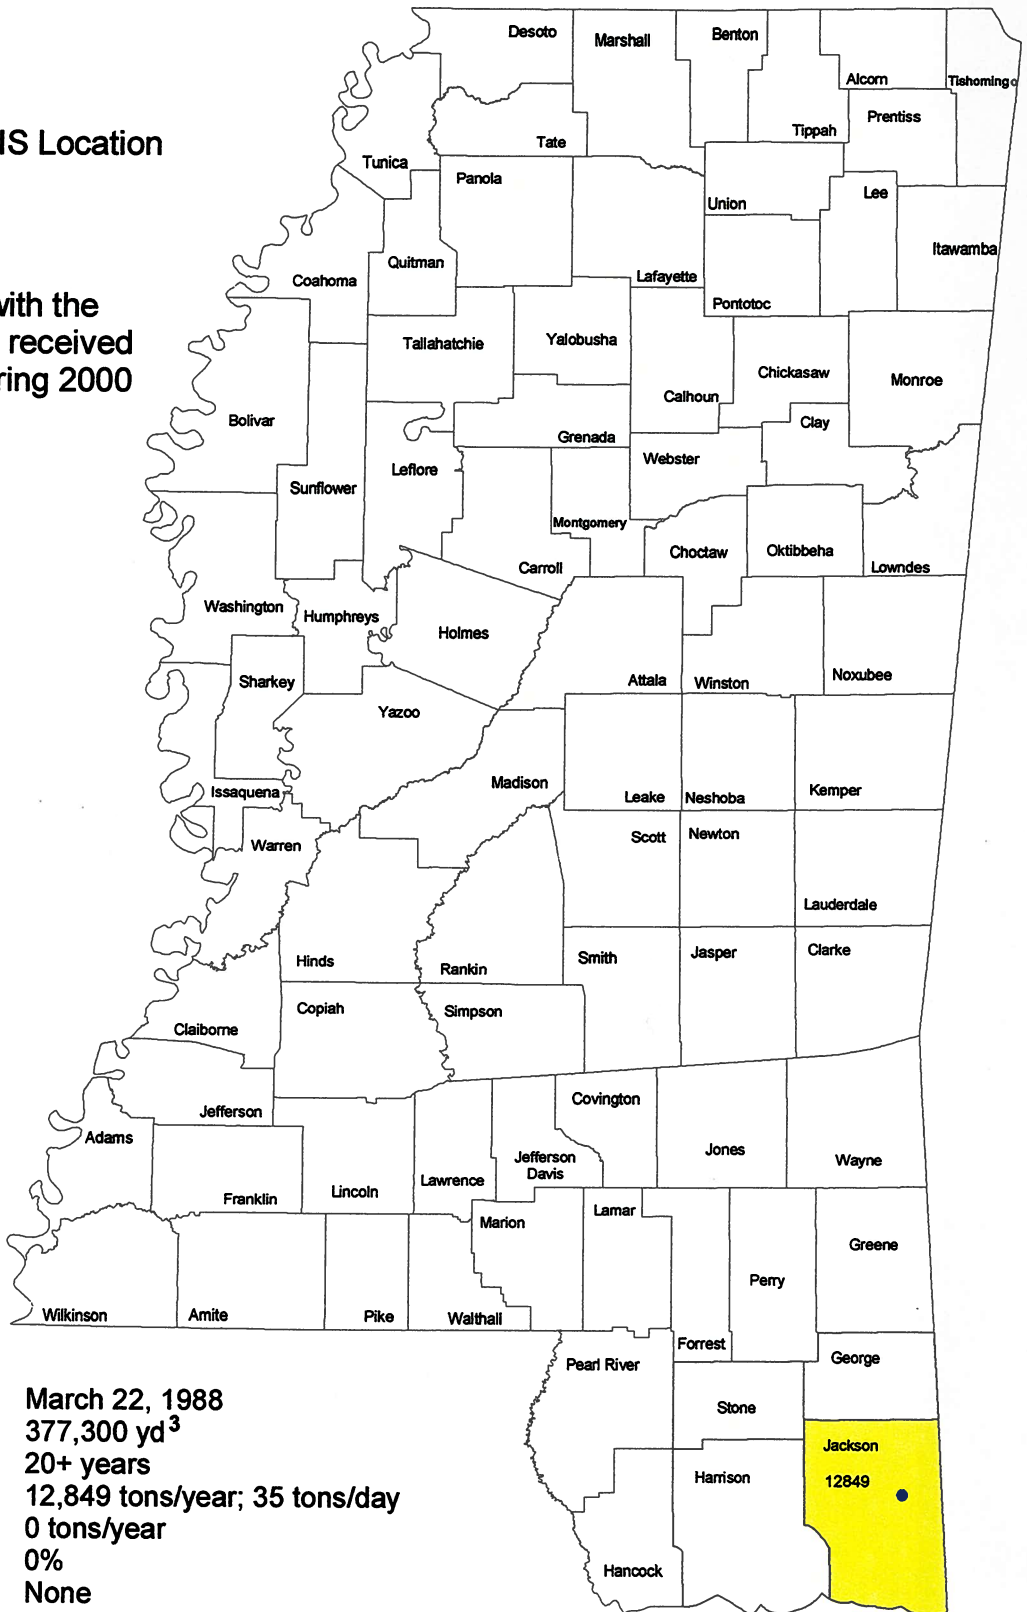 Desoto
Marshall
Benton
Alcorn
Tishomingo
IS Location
Tippah
Prentiss
Tate
Tunica
Panola
Union
Lee
Itawamba
Quitman
Coahoma
Lafayette
Pontotoc
with the
received
ring 2000
Tallahatchie
Yalobusha
Chickasaw
Monroe
Calhoun
Bolivar
Grenada
Clay
Leflore
Webster
Sunflower
Montgomery
Choctaw
Oktibbeha
Carroll
Lowndes
Washington
Humphreys
Holmes
Sharkey
Attala
Winston
Noxubee
Yazoo
Madison
Issaquena
Leake
Neshoba
Kemper
Warren
Scott
Newton
Lauderdale
Hinds
Rankin
Smith
Jasper
Clarke
Copiah
Simpson
Claiborne
Jefferson
Covington
Adams
Jones
Jefferson
Davis
Wayne
Franklin
Lincoln
Lawrence
Marion
Lamar
Greene
Perry
Wilkinson
Amite
Pike
Walthall
Forrest
George
Pearl River
Stone
Jackson
12849
Harrison
Hancock
March 22, 1988
377,300 yd³
20+ years
12,849 tons/year; 35 tons/day
0 tons/year
0%
None